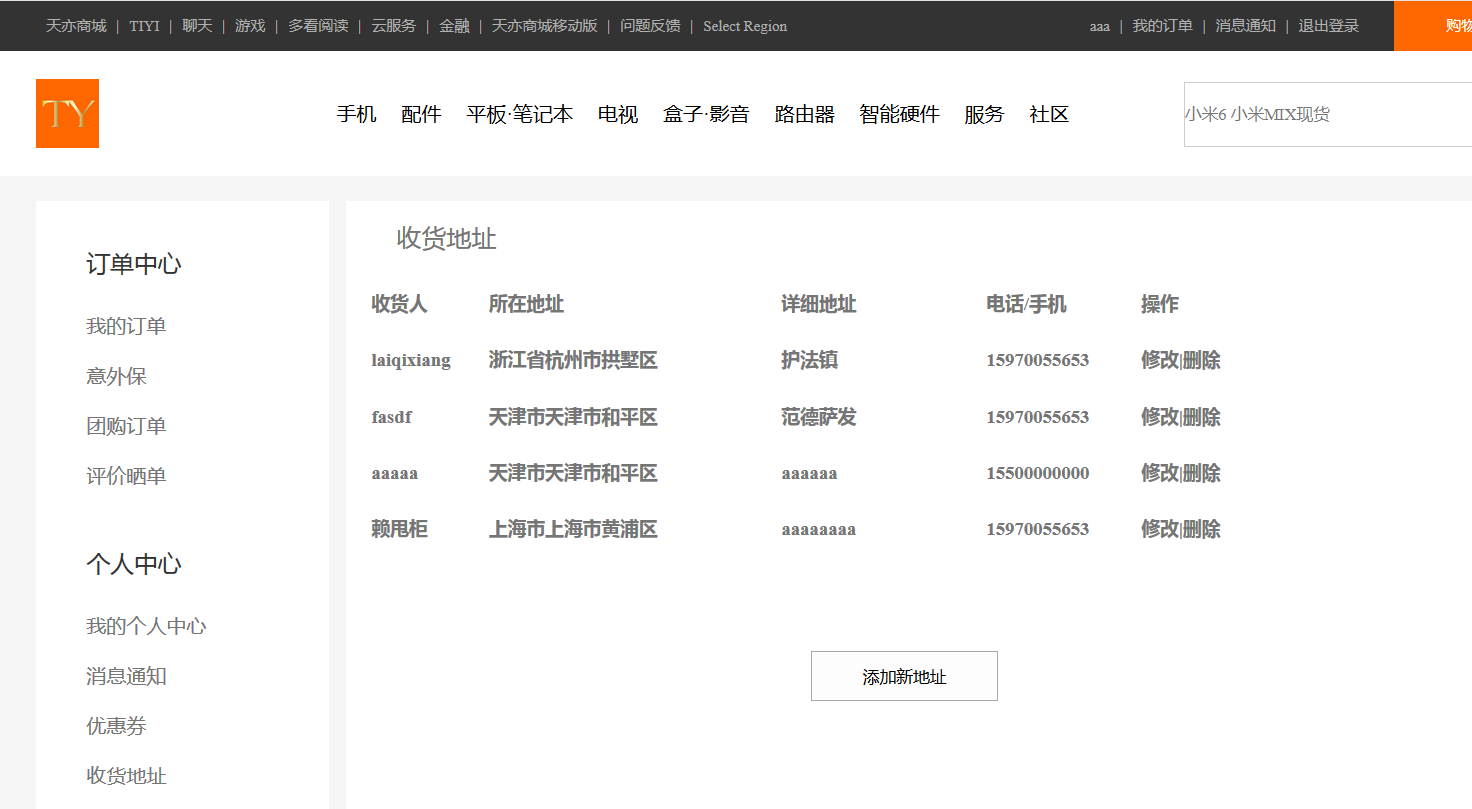 天亦商城 | TIYI | 聊天 | 游戏 | 多看阅读 | 云服务 | 金融 | 天亦商城移动版 | 问题反馈 | Select Region aaa | 我的订单 | 消息通知 | 退出登录 购物
TY 手机 配件 平板·笔记本 电视 盒子·影音 路由器 智能硬件 服务 社区 小米6 小米MIX现货
订单中心
我的订单
意外保
团购订单
评价晒单
个人中心
我的个人中心
消息通知
优惠券
收货地址
收货地址
收货人 所在地址 详细地址 电话/手机 操作
laiqixiang 浙江省杭州市拱墅区 护法镇 15970055653 修改|删除
fasdf 天津市天津市和平区 范德萨发 15970055653 修改|删除
aaaaa 天津市天津市和平区 aaaaaa 15500000000 修改|删除
赖甩柜 上海市上海市黄浦区 aaaaaaaa 15970055653 修改|删除
添加新地址